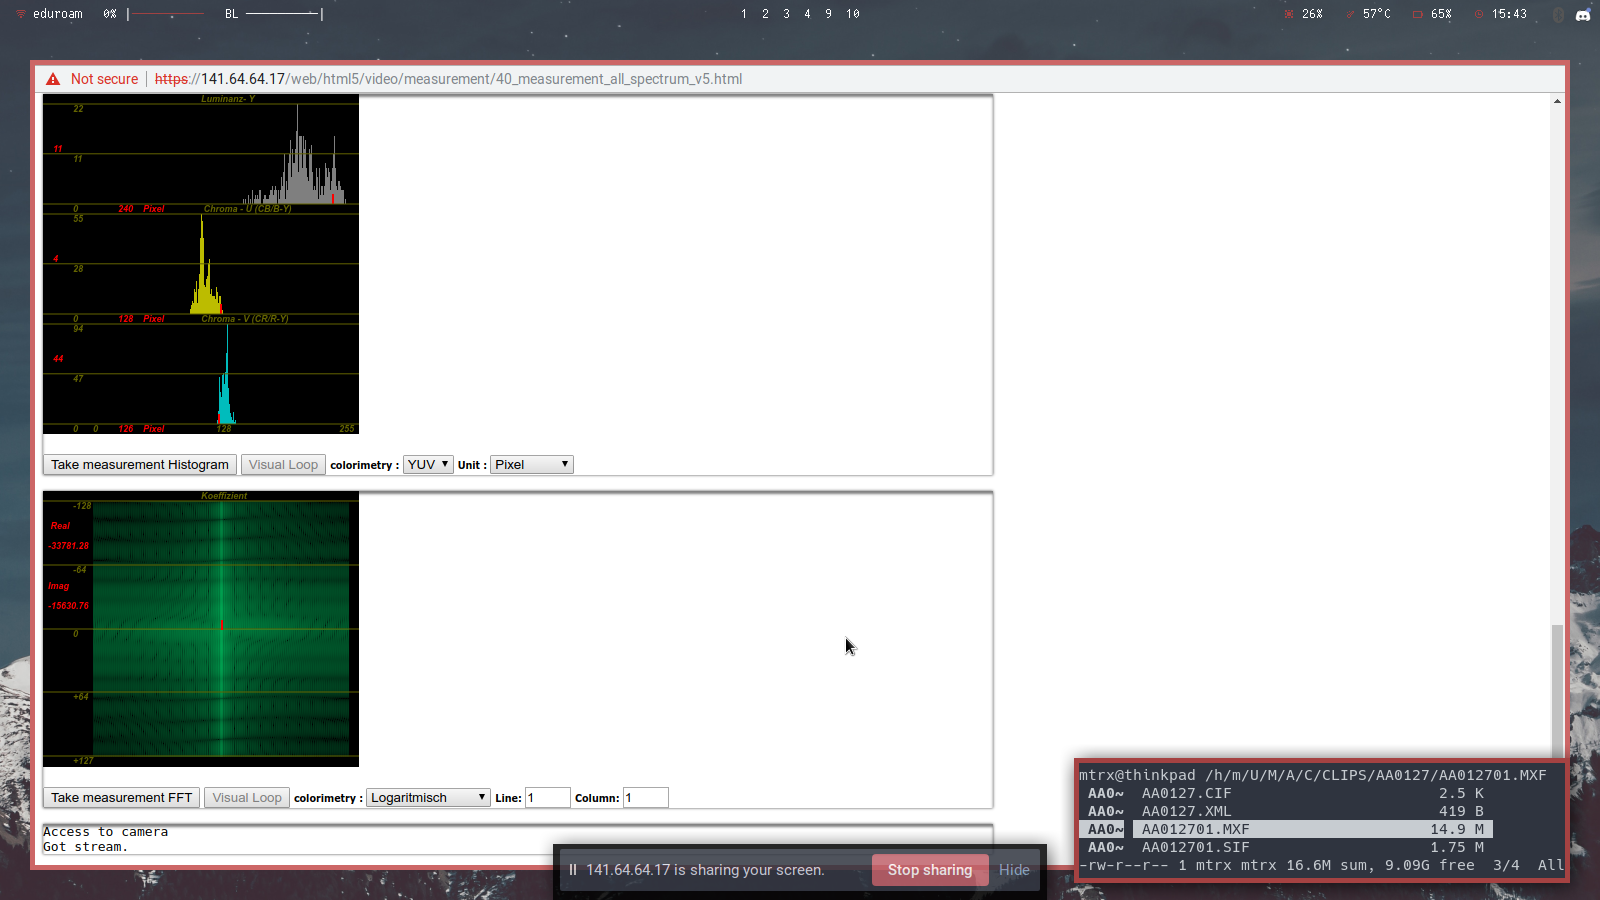 eduroam 0% BL 1 2 3 4 9 10 26% 57°C 65% 15:43
Not secure https://141.64.64.17/web/html5/video/measurement/40_measurement_all_spectrum_v5.html
Luminanz- Y
22
11
11
0 240 Pixel Chroma - U (CB/B-Y)
55
4
28
0 128 Pixel Chroma - V (CR/R-Y)
94
44
47
0 0 126 Pixel 128 255
Take measurement Histogram Visual Loop colorimetry : YUV Unit : Pixel
Koeffizient
-128
Real
-33781.28
-64
Imag
-15630.76
0
+64
+127
Take measurement FFT Visual Loop colorimetry : Logaritmisch Line: 1 Column: 1
Access to camera
Got stream.
141.64.64.17 is sharing your screen. Stop sharing Hide
mtrx@thinkpad /h/m/U/M/A/C/CLIPS/AA0127/AA012701.MXF
AA0~ AA0127.CIF 2.5 K
AA0~ AA0127.XML 419 B
AA0~ AA012701.MXF 14.9 M
AA0~ AA012701.SIF 1.75 M
-rw-r--r-- 1 mtrx mtrx 16.6M sum, 9.09G free 3/4 All